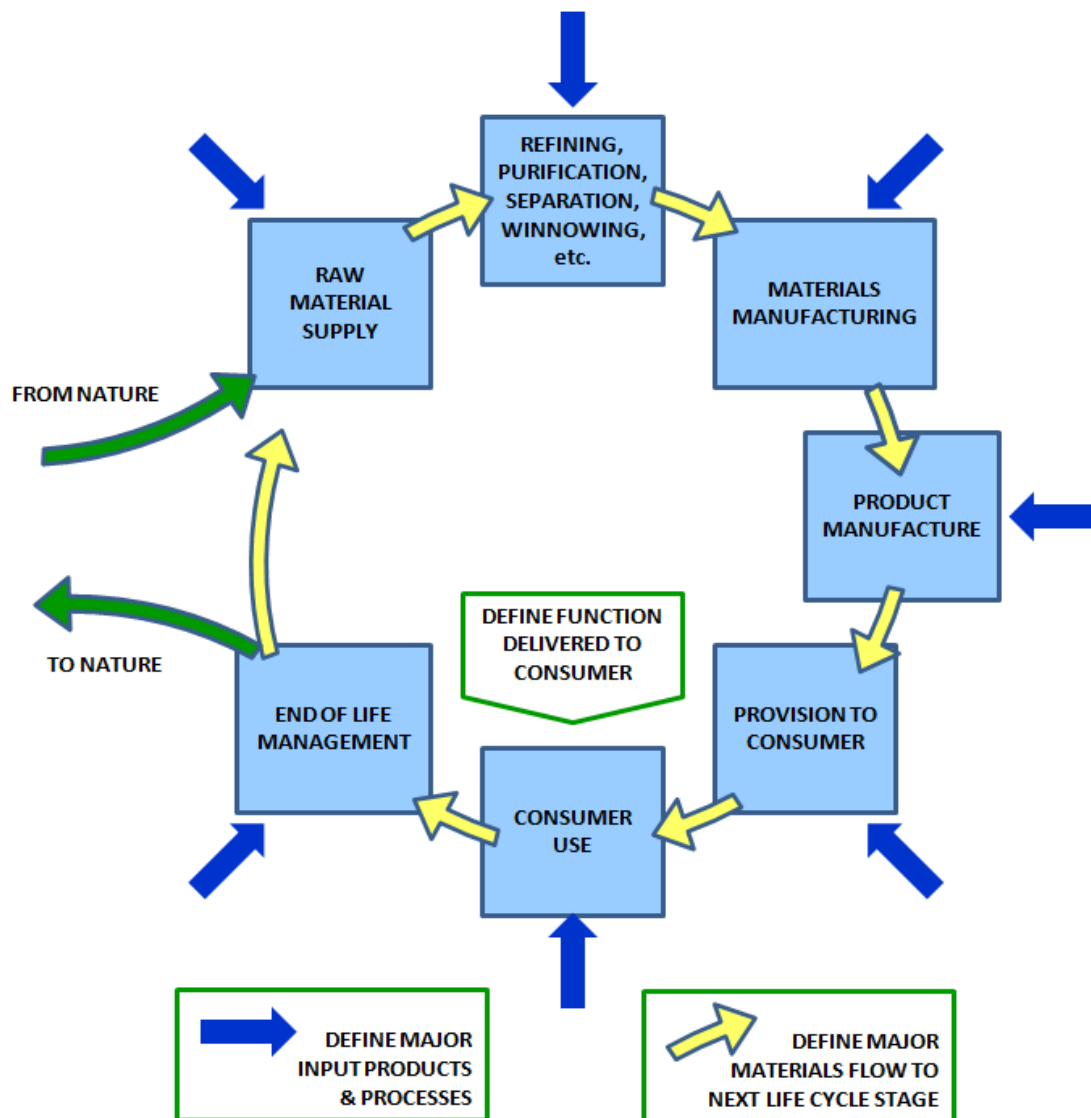 REFINING,
PURIFICATION,
SEPARATION,
WINNOWING,
etc.
RAW
MATERIAL
SUPPLY
MATERIALS
MANUFACTURING
FROM NATURE
PRODUCT
MANUFACTURE
DEFINE FUNCTION
DELIVERED TO
CONSUMER
TO NATURE
END OF LIFE
MANAGEMENT
PROVISION TO
CONSUMER
CONSUMER
USE
DEFINE MAJOR
INPUT PRODUCTS
& PROCESSES
DEFINE MAJOR
MATERIALS FLOW TO
NEXT LIFE CYCLE STAGE